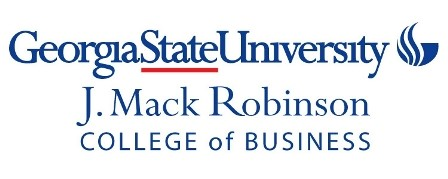 GeorgiaStateUniversity
J. Mack Robinson
COLLEGE of BUSINESS